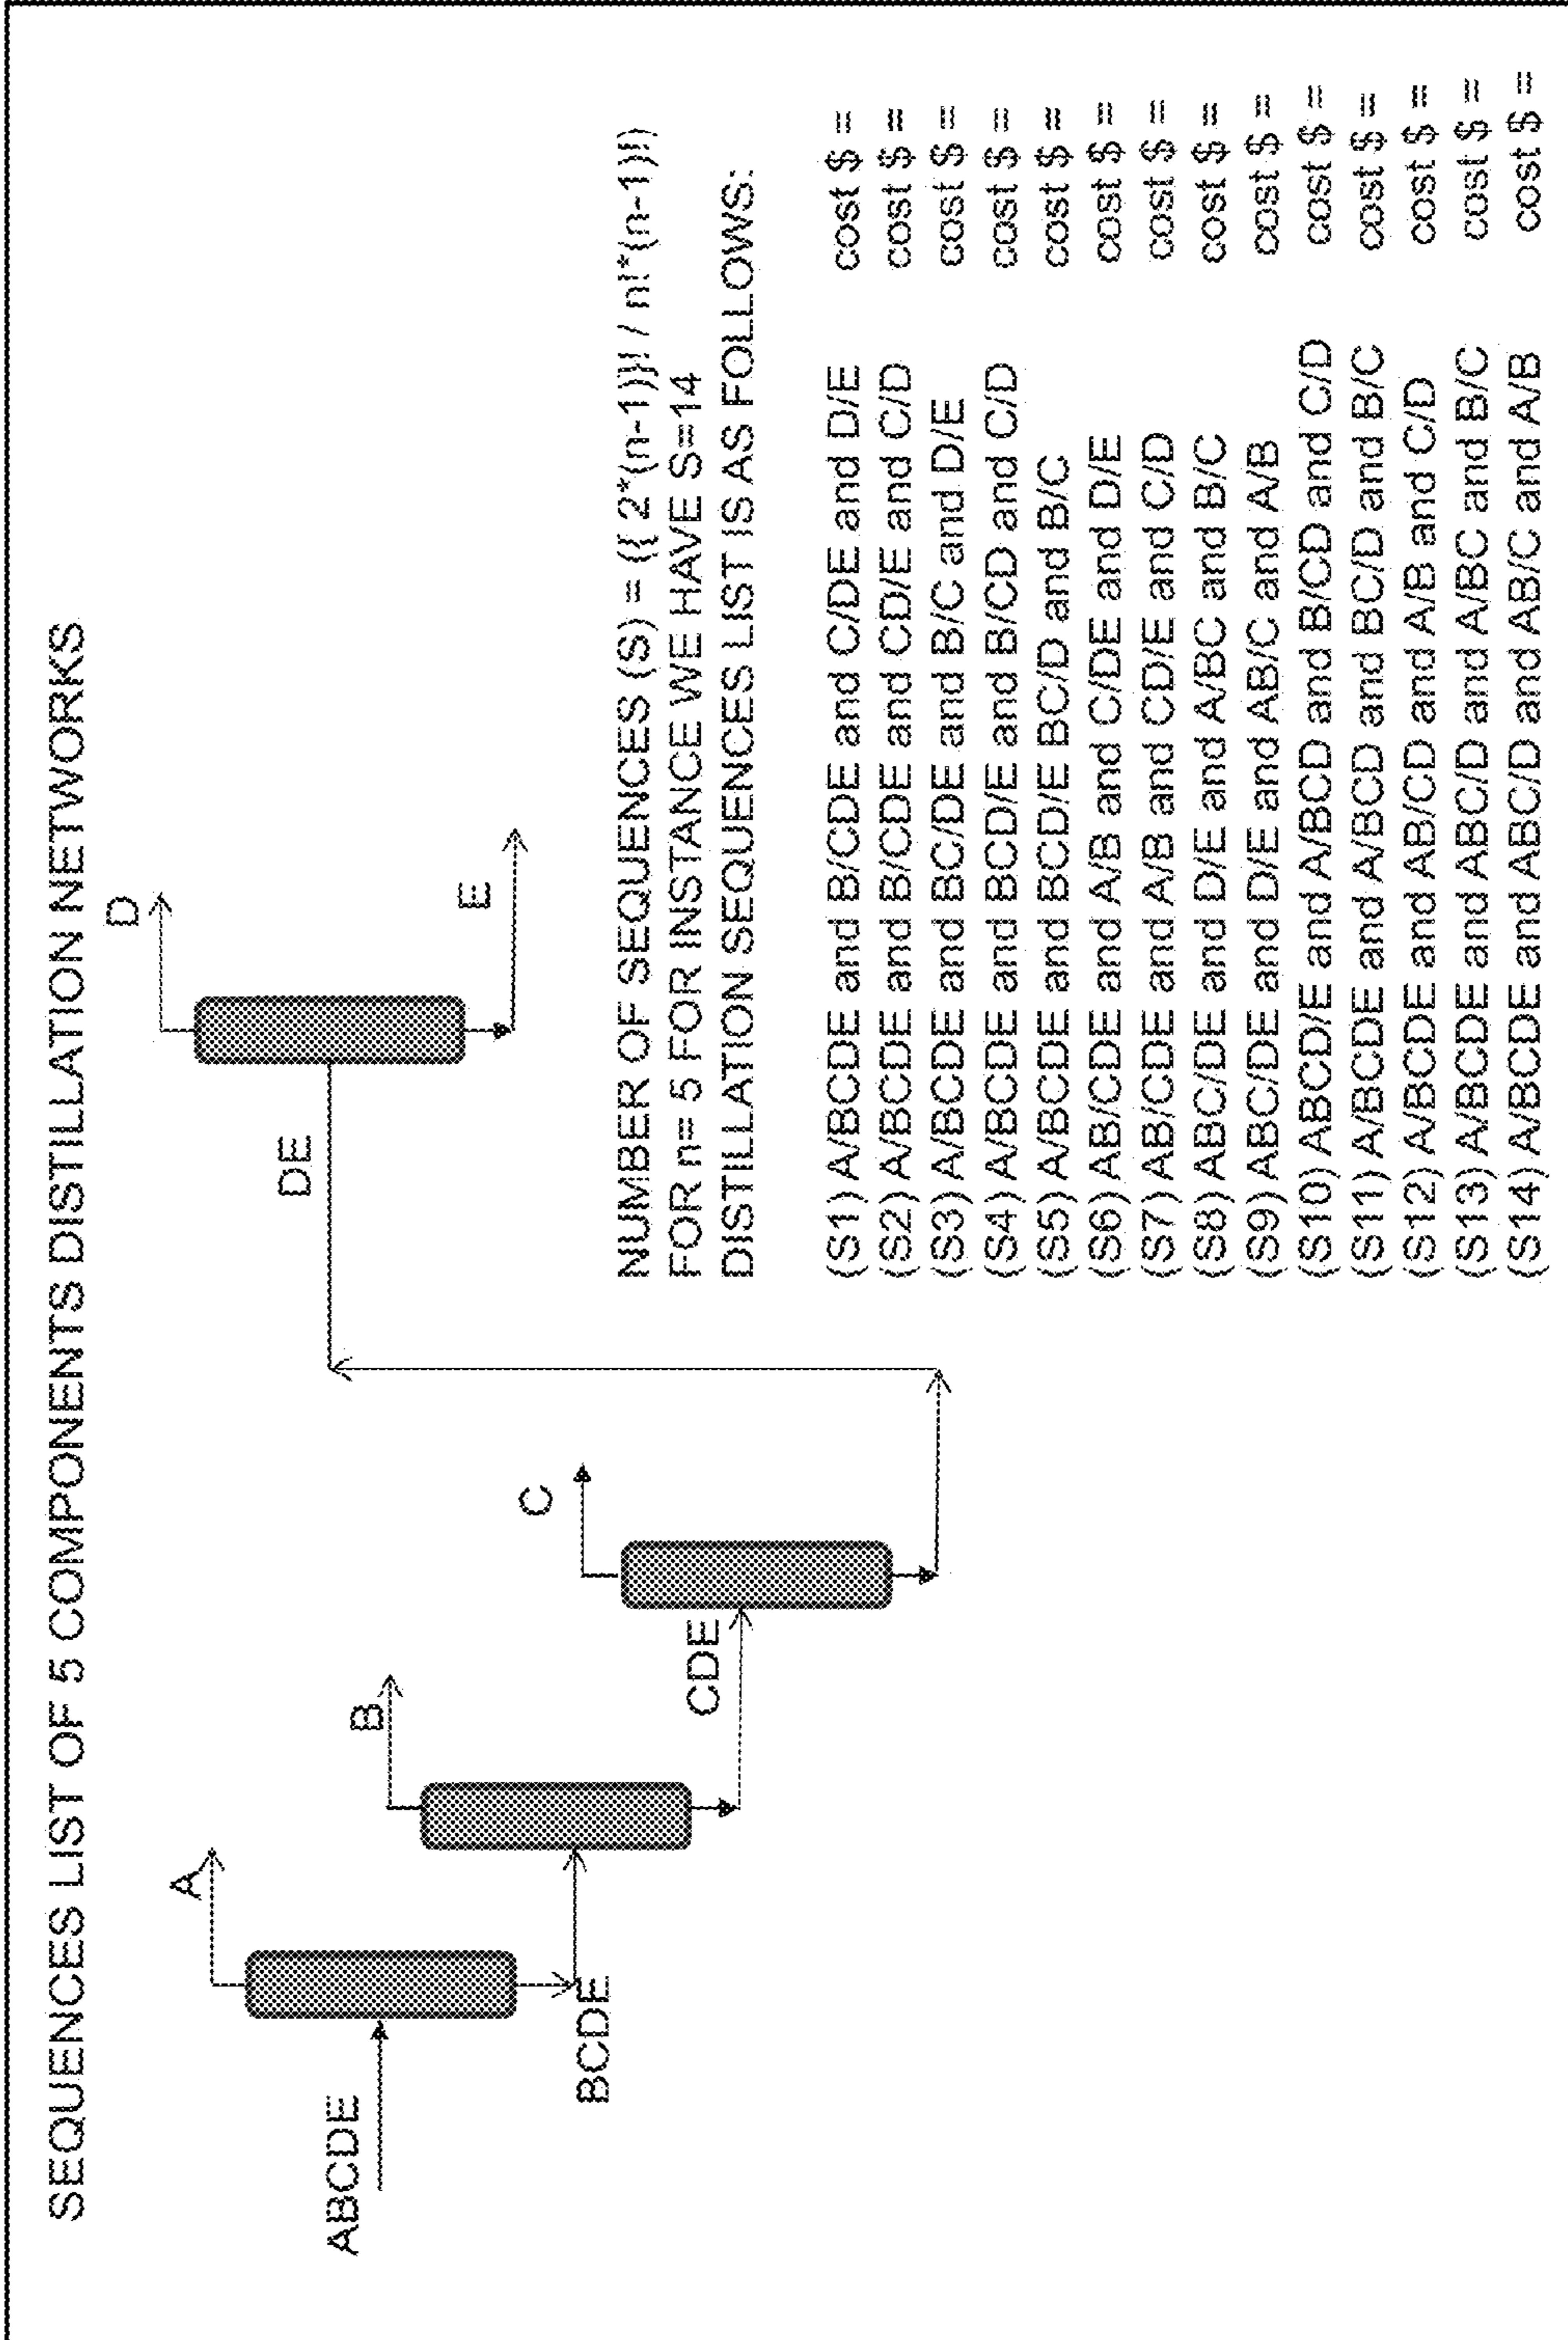 SEQUENCES LIST OF 5 COMPONENTS DISTILLATION NETWORKS
ABCDE
A
BCDE
B
CDE
C
DE
D
E
NUMBER OF SEQUENCES (S) = ({ 2*(n-1)}! / n!*(n-1)!)
FOR n= 5 FOR INSTANCE WE HAVE S=14
DISTILLATION SEQUENCES LIST IS AS FOLLOWS:
(S1) A/BCDE and B/CDE and C/DE and D/E cost $ =
(S2) A/BCDE and B/CDE and CD/E and C/D cost $ =
(S3) A/BCDE and BC/DE and B/C and D/E cost $ =
(S4) A/BCDE and BCD/E and B/CD and C/D cost $ =
(S5) A/BCDE and BCD/E BC/D and B/C cost $ =
(S6) AB/CDE and A/B and C/DE and D/E cost $ =
(S7) AB/CDE and A/B and CD/E and C/D cost $ =
(S8) ABC/DE and D/E and A/BC and B/C cost $ =
(S9) ABC/DE and D/E and AB/C and A/B cost $ =
(S10) ABCD/E and A/BCD and B/CD and C/D cost $ =
(S11) A/BCDE and A/BCD and BC/D and B/C cost $ =
(S12) A/BCDE and AB/CD and A/B and C/D cost $ =
(S13) A/BCDE and ABC/D and A/BC and B/C cost $ =
(S14) A/BCDE and ABC/D and AB/C and A/B cost $ =